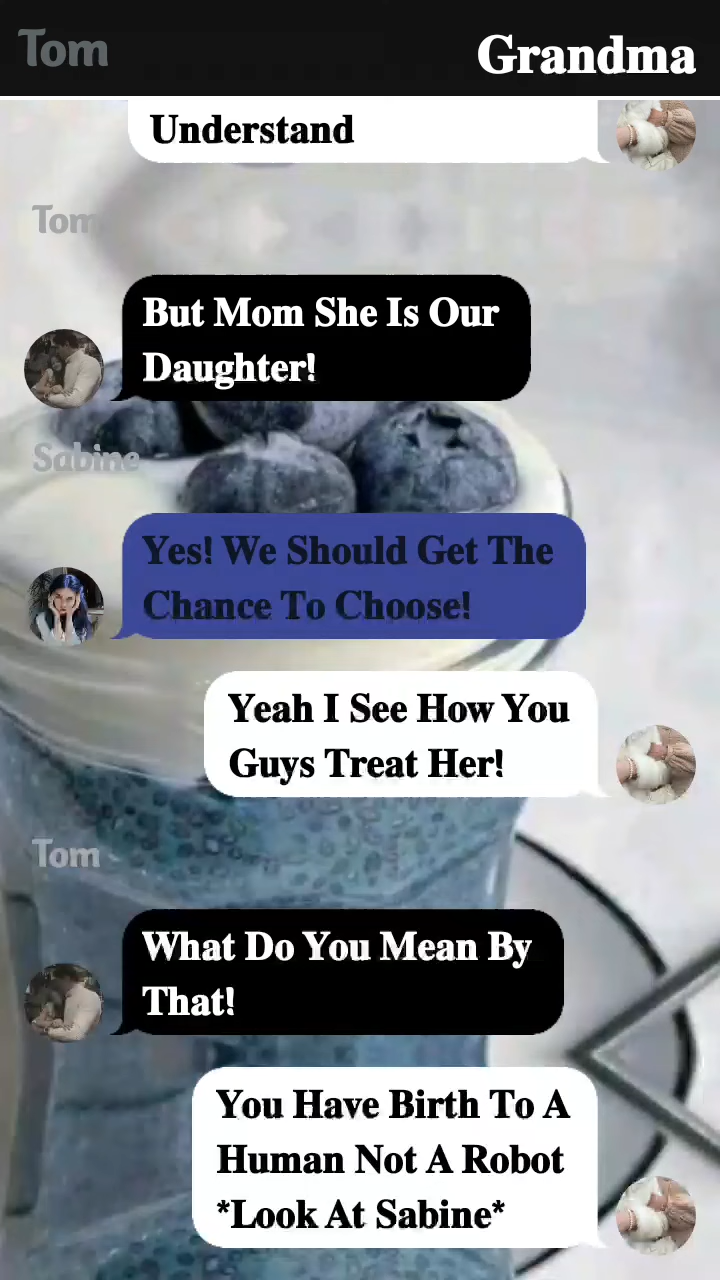 Tom
Grandma
Understand
Tom
But Mom She Is Our
Daughter!
Sabine
Yes! We Should Get The
Chance To Choose!
Yeah I See How You
Guys Treat Her!
Tom
What Do You Mean By
That!
You Have Birth To A
Human Not A Robot
*Look At Sabine*